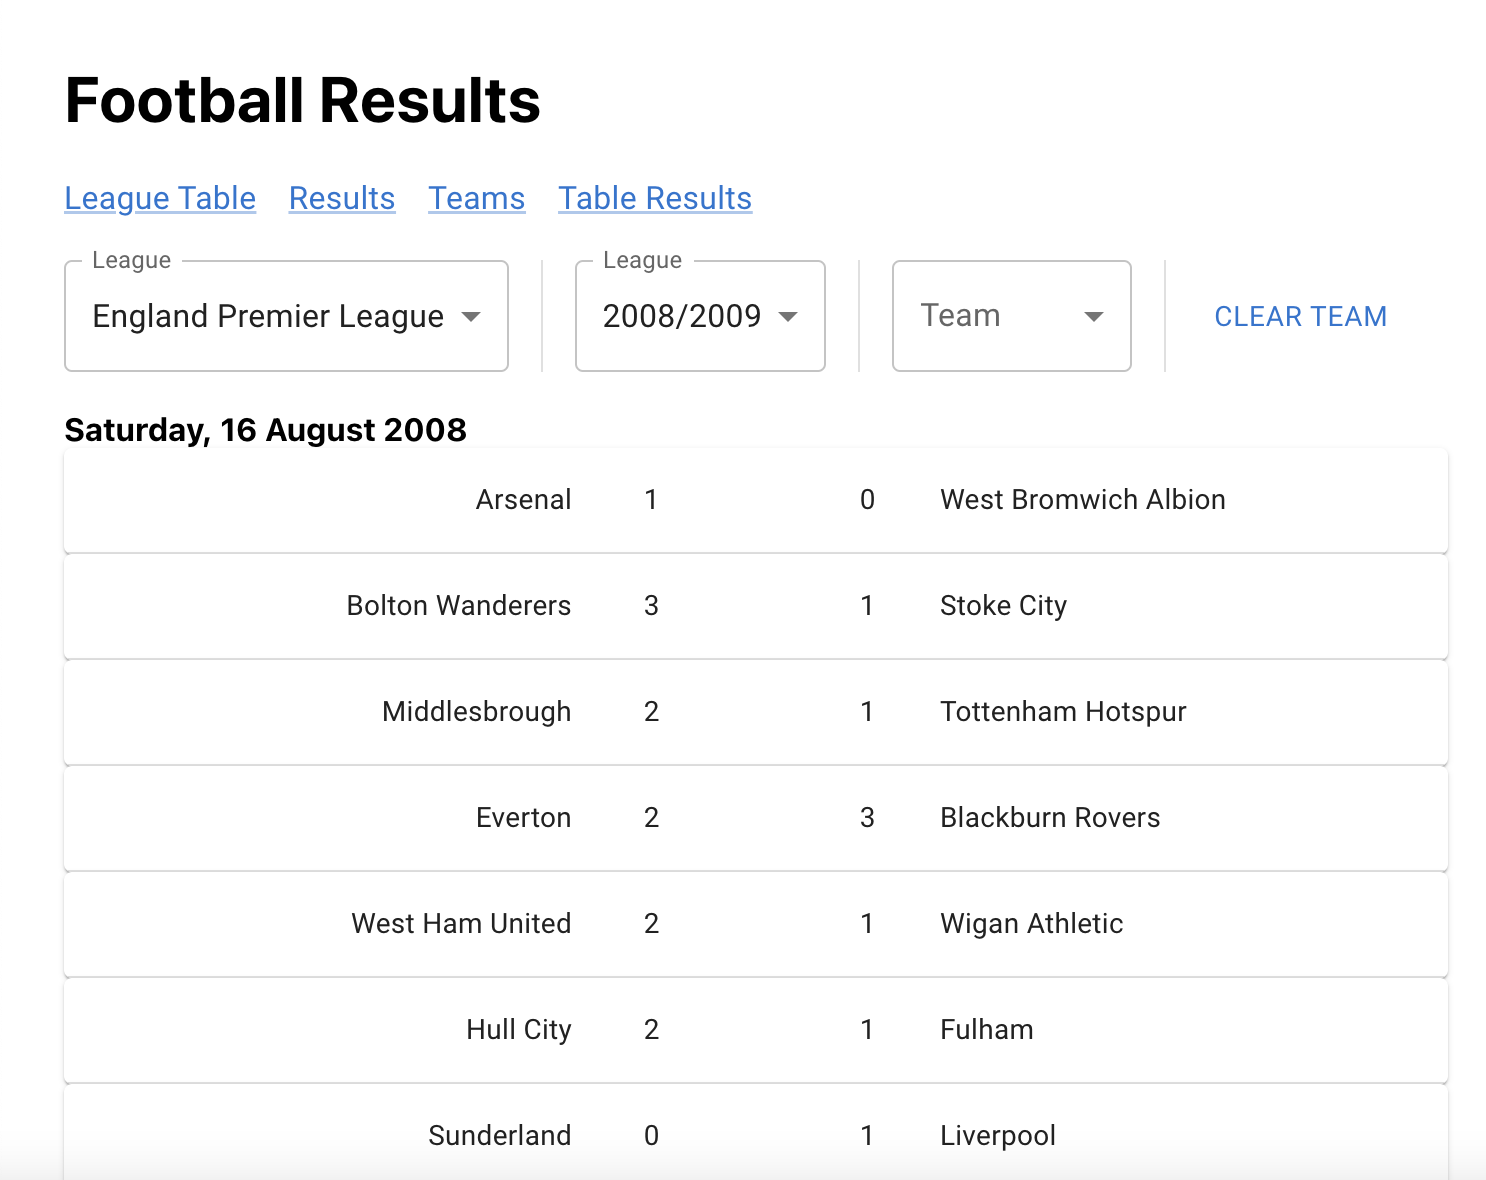 Football Results
League Table Results Teams Table Results
League League
England Premier League 2008/2009 Team CLEAR TEAM
Saturday, 16 August 2008
Arsenal 1 0 West Bromwich Albion
Bolton Wanderers 3 1 Stoke City
Middlesbrough 2 1 Tottenham Hotspur
Everton 2 3 Blackburn Rovers
West Ham United 2 1 Wigan Athletic
Hull City 2 1 Fulham
Sunderland 0 1 Liverpool